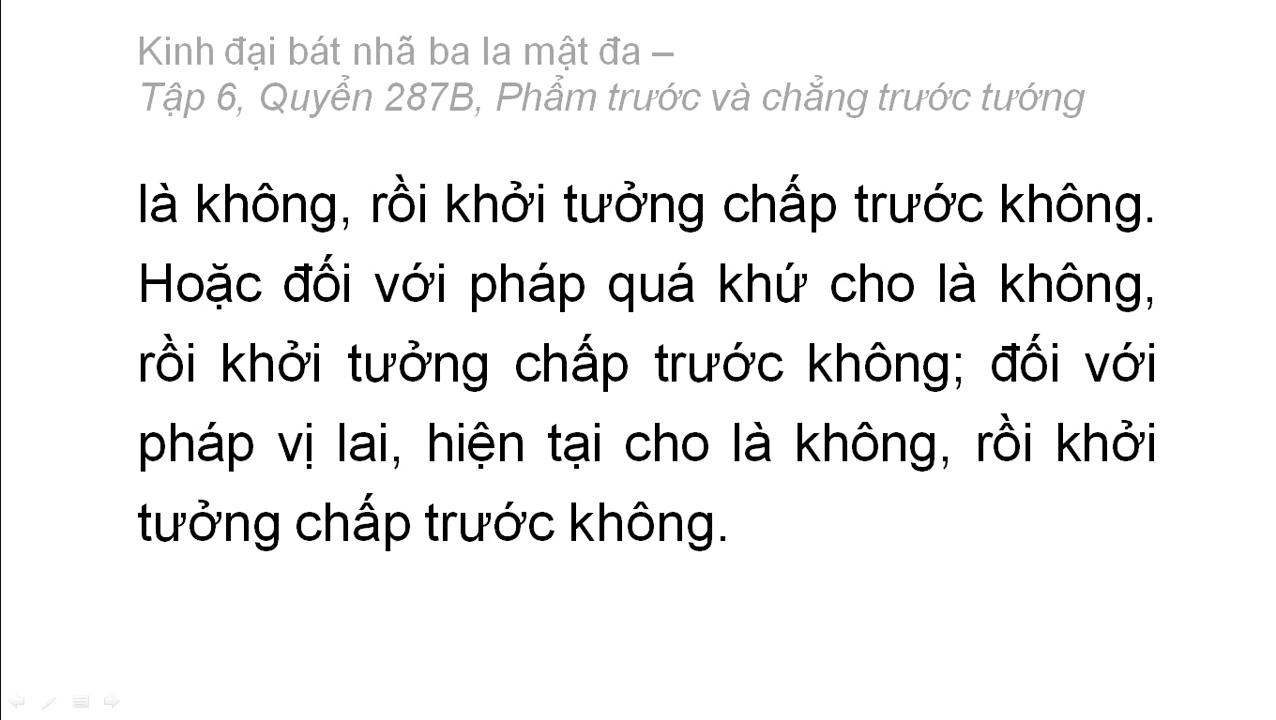 Kinh đại bát nhã ba la mật đa –
Tập 6, Quyển 287B, Phẩm trước và chẳng trước tướng
là không, rồi khởi tưởng chấp trước không.
Hoặc đối với pháp quá khứ cho là không,
rồi khởi tưởng chấp trước không; đối với
pháp vị lai, hiện tại cho là không, rồi khởi
tưởng chấp trước không.